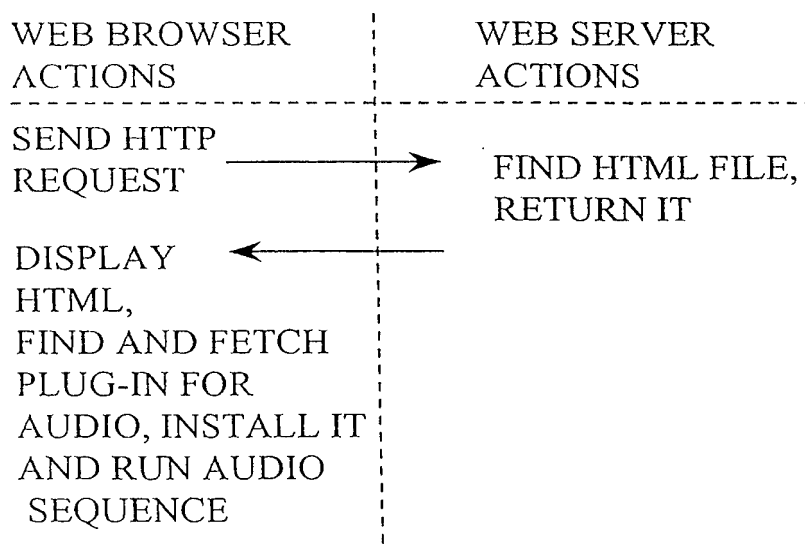 WEB BROWSER
ACTIONS
WEB SERVER
ACTIONS
SEND HTTP
REQUEST
FIND HTML FILE,
RETURN IT
DISPLAY
HTML,
FIND AND FETCH
PLUG-IN FOR
AUDIO, INSTALL IT
AND RUN AUDIO
SEQUENCE